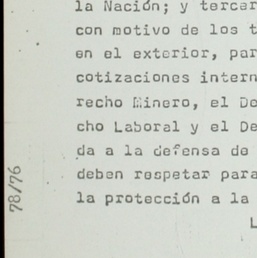 la Nación; y tercer
con motivo de los t
en el exterior, par
cotizaciones intern
recho Minero, el De
cho Laboral y el De
da a la defensa de
deben respetar para
la protección a la
L
78/76